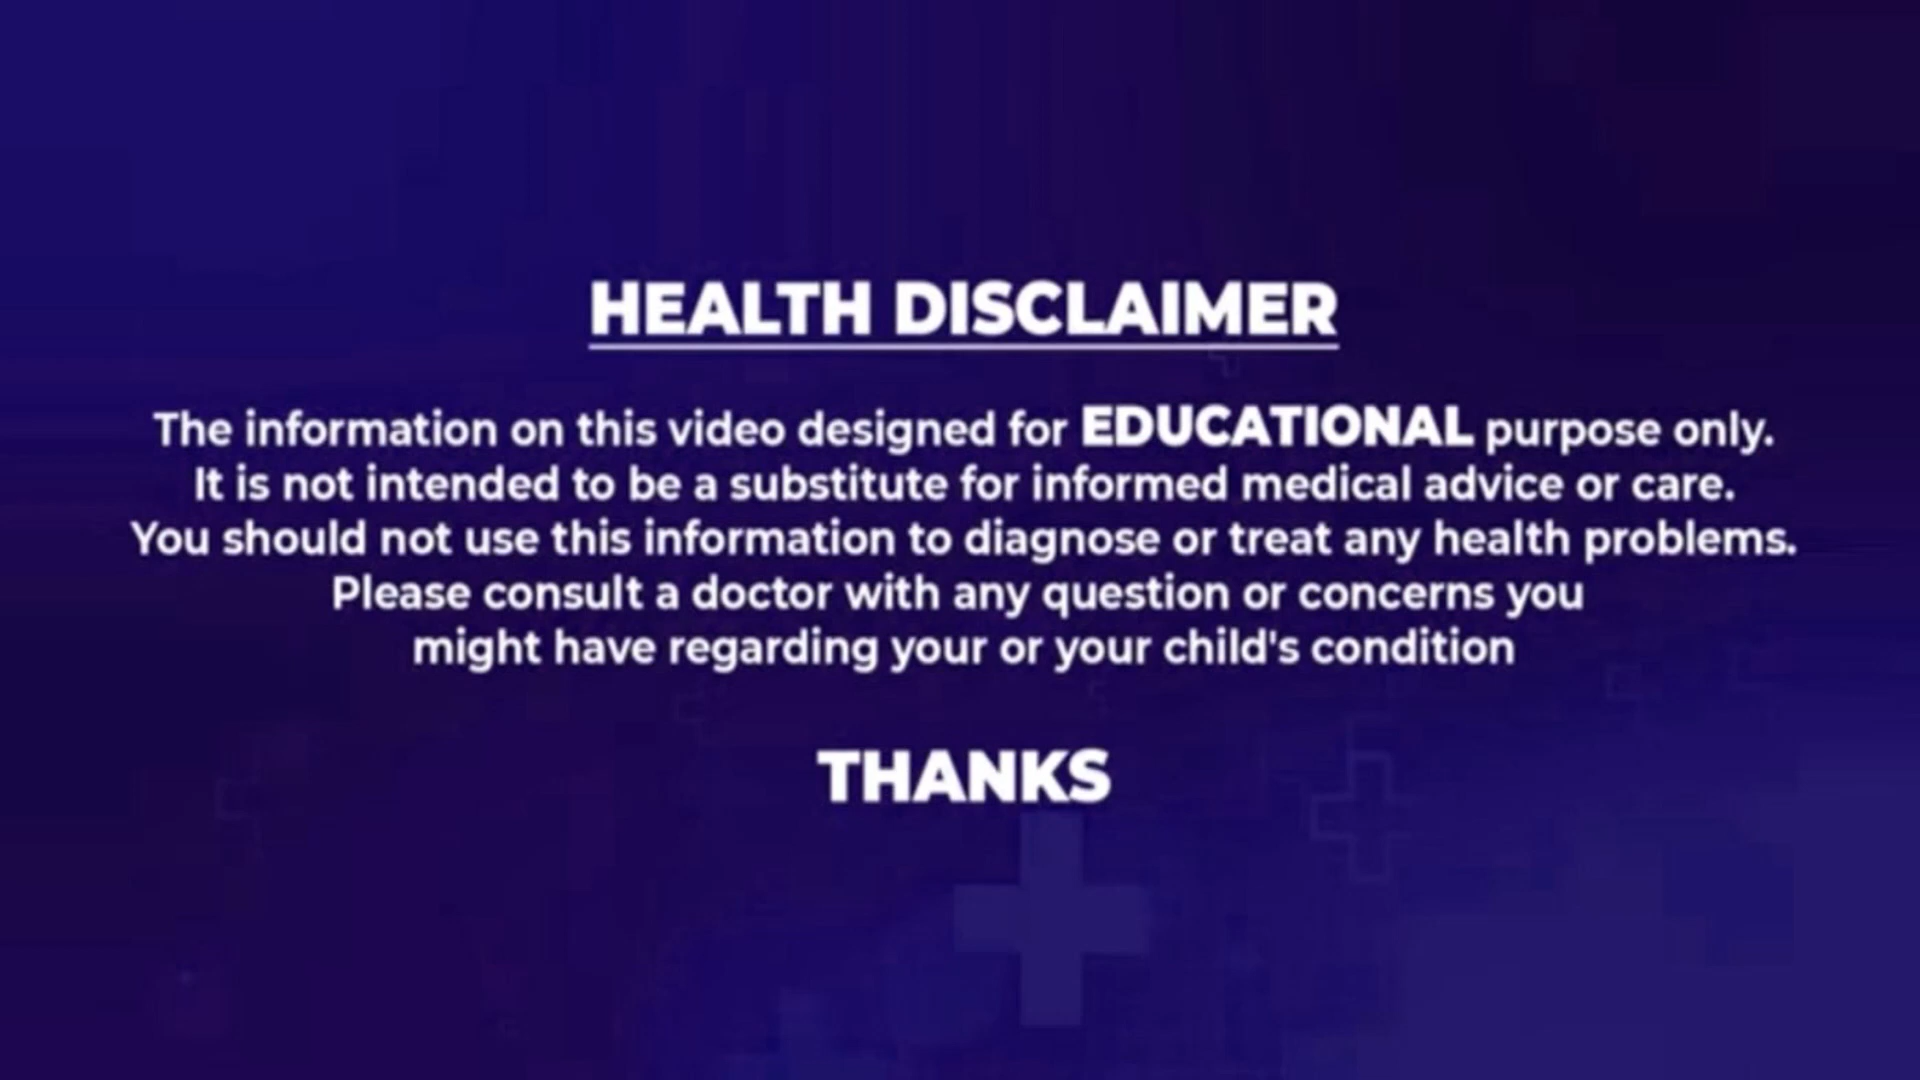 HEALTH DISCLAIMER
The information on this video designed for EDUCATIONAL purpose only.
It is not intended to be a substitute for informed medical advice or care.
You should not use this information to diagnose or treat any health problems.
Please consult a doctor with any question or concerns you
might have regarding your or your child's condition
THANKS